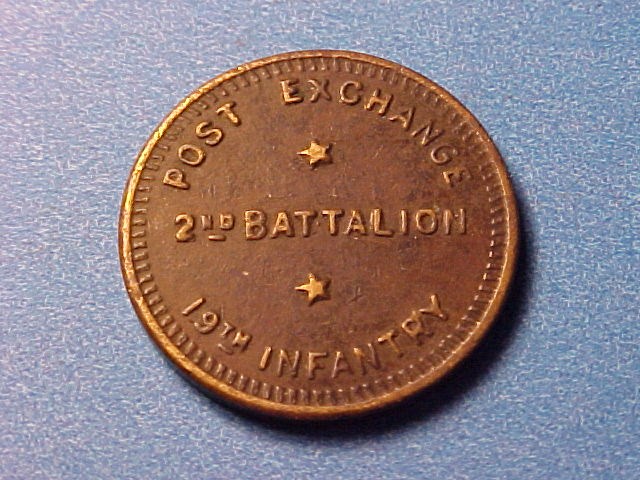 POST EXCHANGE
2ND BATTALION
19TH INFANTRY